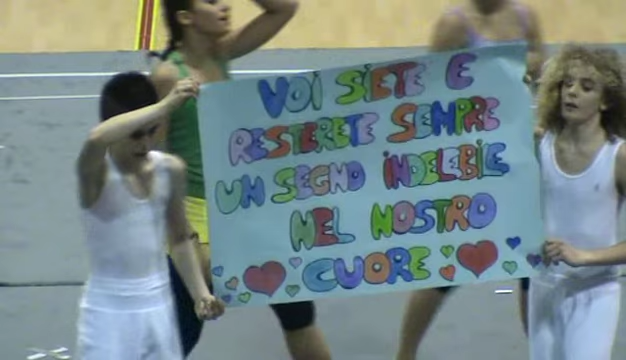 VOI SIETE E
RESTERETE SEMPRE
UN SEGNO INDELEBILE
NEL NOSTRO
CUORE